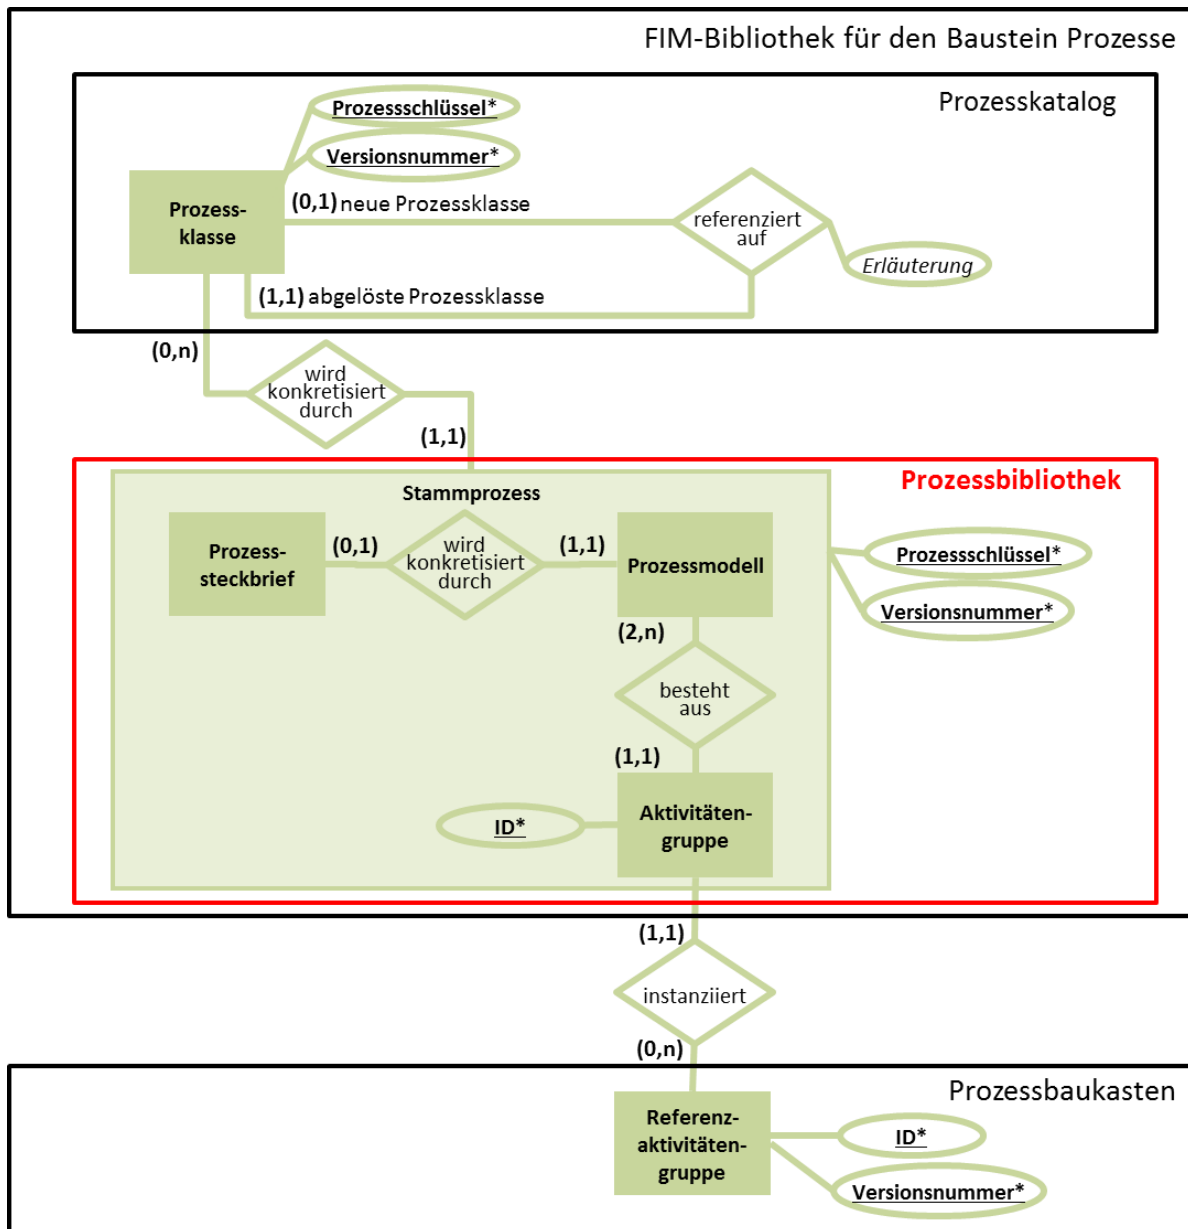 FIM-Bibliothek für den Baustein Prozesse
Prozesskatalog
Prozessschlüssel*
Versionsnummer*
Prozess-
klasse
(0,1) neue Prozessklasse
referenziert
auf
Erläuterung
(1,1) abgelöste Prozessklasse
(0,n)
wird
konkretisiert
durch
(1,1)
Prozessbibliothek
Stammprozess
Prozess-
steckbrief
(0,1)
wird
konkretisiert
durch
(1,1)
Prozessmodell
Prozessschlüssel*
Versionsnummer*
(2,n)
besteht
aus
(1,1)
ID*
Aktivitäten-
gruppe
(1,1)
instanziiert
(0,n)
Prozessbaukasten
Referenz-
aktivitäten-
gruppe
ID*
Versionsnummer*